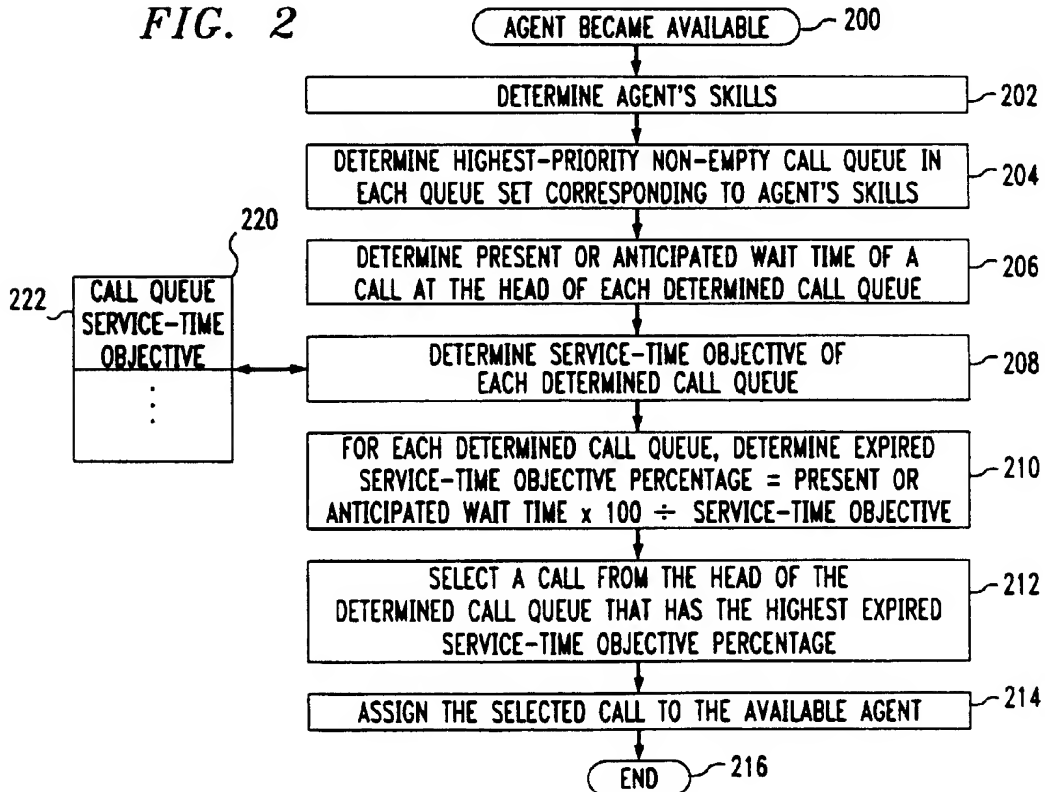 FIG. 2
AGENT BECAME AVAILABLE
200
DETERMINE AGENT'S SKILLS
202
DETERMINE HIGHEST-PRIORITY NON-EMPTY CALL QUEUE IN
EACH QUEUE SET CORRESPONDING TO AGENT'S SKILLS
204
DETERMINE PRESENT OR ANTICIPATED WAIT TIME OF A
CALL AT THE HEAD OF EACH DETERMINED CALL QUEUE
206
220
222
CALL QUEUE
SERVICE-TIME
OBJECTIVE
DETERMINE SERVICE-TIME OBJECTIVE OF
EACH DETERMINED CALL QUEUE
208
FOR EACH DETERMINED CALL QUEUE, DETERMINE EXPIRED
SERVICE-TIME OBJECTIVE PERCENTAGE = PRESENT OR
ANTICIPATED WAIT TIME x 100 ÷ SERVICE-TIME OBJECTIVE
210
SELECT A CALL FROM THE HEAD OF THE
DETERMINED CALL QUEUE THAT HAS THE HIGHEST EXPIRED
SERVICE-TIME OBJECTIVE PERCENTAGE
212
ASSIGN THE SELECTED CALL TO THE AVAILABLE AGENT
214
END
216